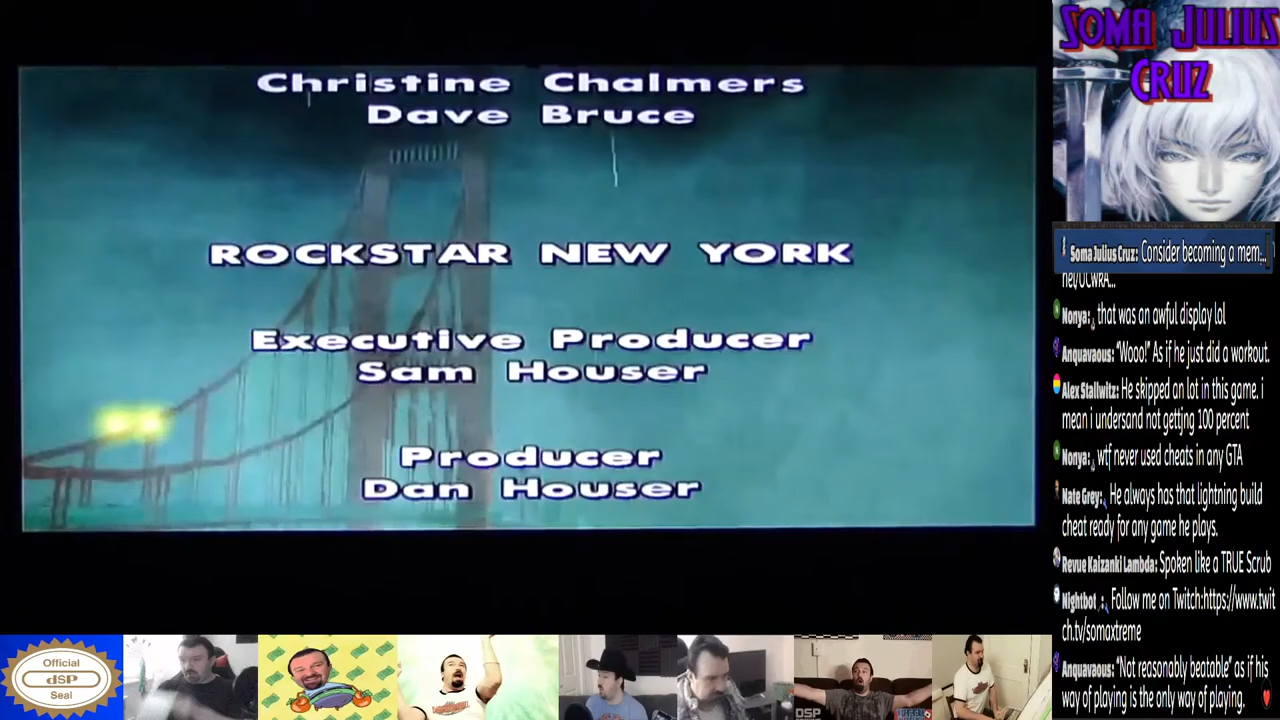 Christine Chalmers
Dave Bruce
ROCKSTAR NEW YORK
Executive Producer
Sam Houser
Producer
Dan Houser
SOMA JULIUS
CRUZ
Soma Julius Cruz: Consider becoming a mem...
Nonya: that was an awful display lol
Anquavaous: "Wooo!" As if he just did a workout.
Alex Stallwitz: He skipped an lot in this game. i
mean i undersand not gettjng 100 percent
Nonya: wtf never used cheats in any GTA
Nate Grey: He always has that lightning build
cheat ready for any game he plays.
Revue Kaizanki Lambda: Spoken like a TRUE Scrub
Nightbot : Follow me on Twitch:https://www.twit
ch.tv/somaxtreme
Anquavaous: "Not reasonably beatable" as if his
way of playing is the only way of playing.
Official
dSP
Seal
DSP